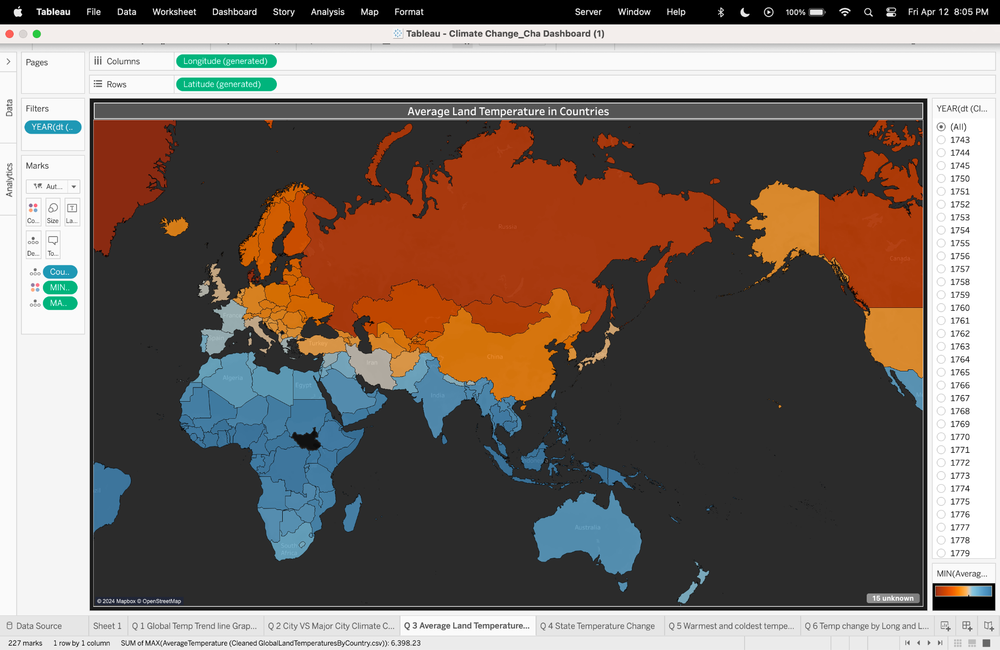 Tableau File Data Worksheet Dashboard Story Analysis Map Format Server Window Help 100% Fri Apr 12 8:05 PM
Tableau - Climate Change_Cha Dashboard (1)
Data
Analytics
Pages
Columns Longitude (generated)
Rows Latitude (generated)
Filters
YEAR(dt (..
Marks
Aut...
Co... Size La...
De... To...
Cou..
MIN..
MA..
Average Land Temperature in Countries
Russia
Canada
France
Spain
Turkey
Iran
China
Japan
Algeria
Egypt
India
Me
Indonesia
zil
Australia
South
Africa
© 2024 Mapbox © OpenStreetMap
15 unknown
YEAR(dt (Cl...
(All)
1743
1744
1745
1750
1751
1752
1753
1754
1755
1756
1757
1758
1759
1760
1761
1762
1763
1764
1765
1766
1767
1768
1769
1770
1771
1772
1773
1774
1775
1776
1777
1778
1779
MIN(Averag...
Data Source Sheet 1 Q 1 Global Temp Trend line Grap... Q 2 City VS Major City Climate C... Q 3 Average Land Temperature... Q 4 State Temperature Change Q 5 Warmest and coldest tempe... Q 6 Temp change by Long and L...
227 marks 1 row by 1 column SUM of MAX(AverageTemperature (Cleaned GlobalLandTemperaturesByCountry.csv)): 6,398.23